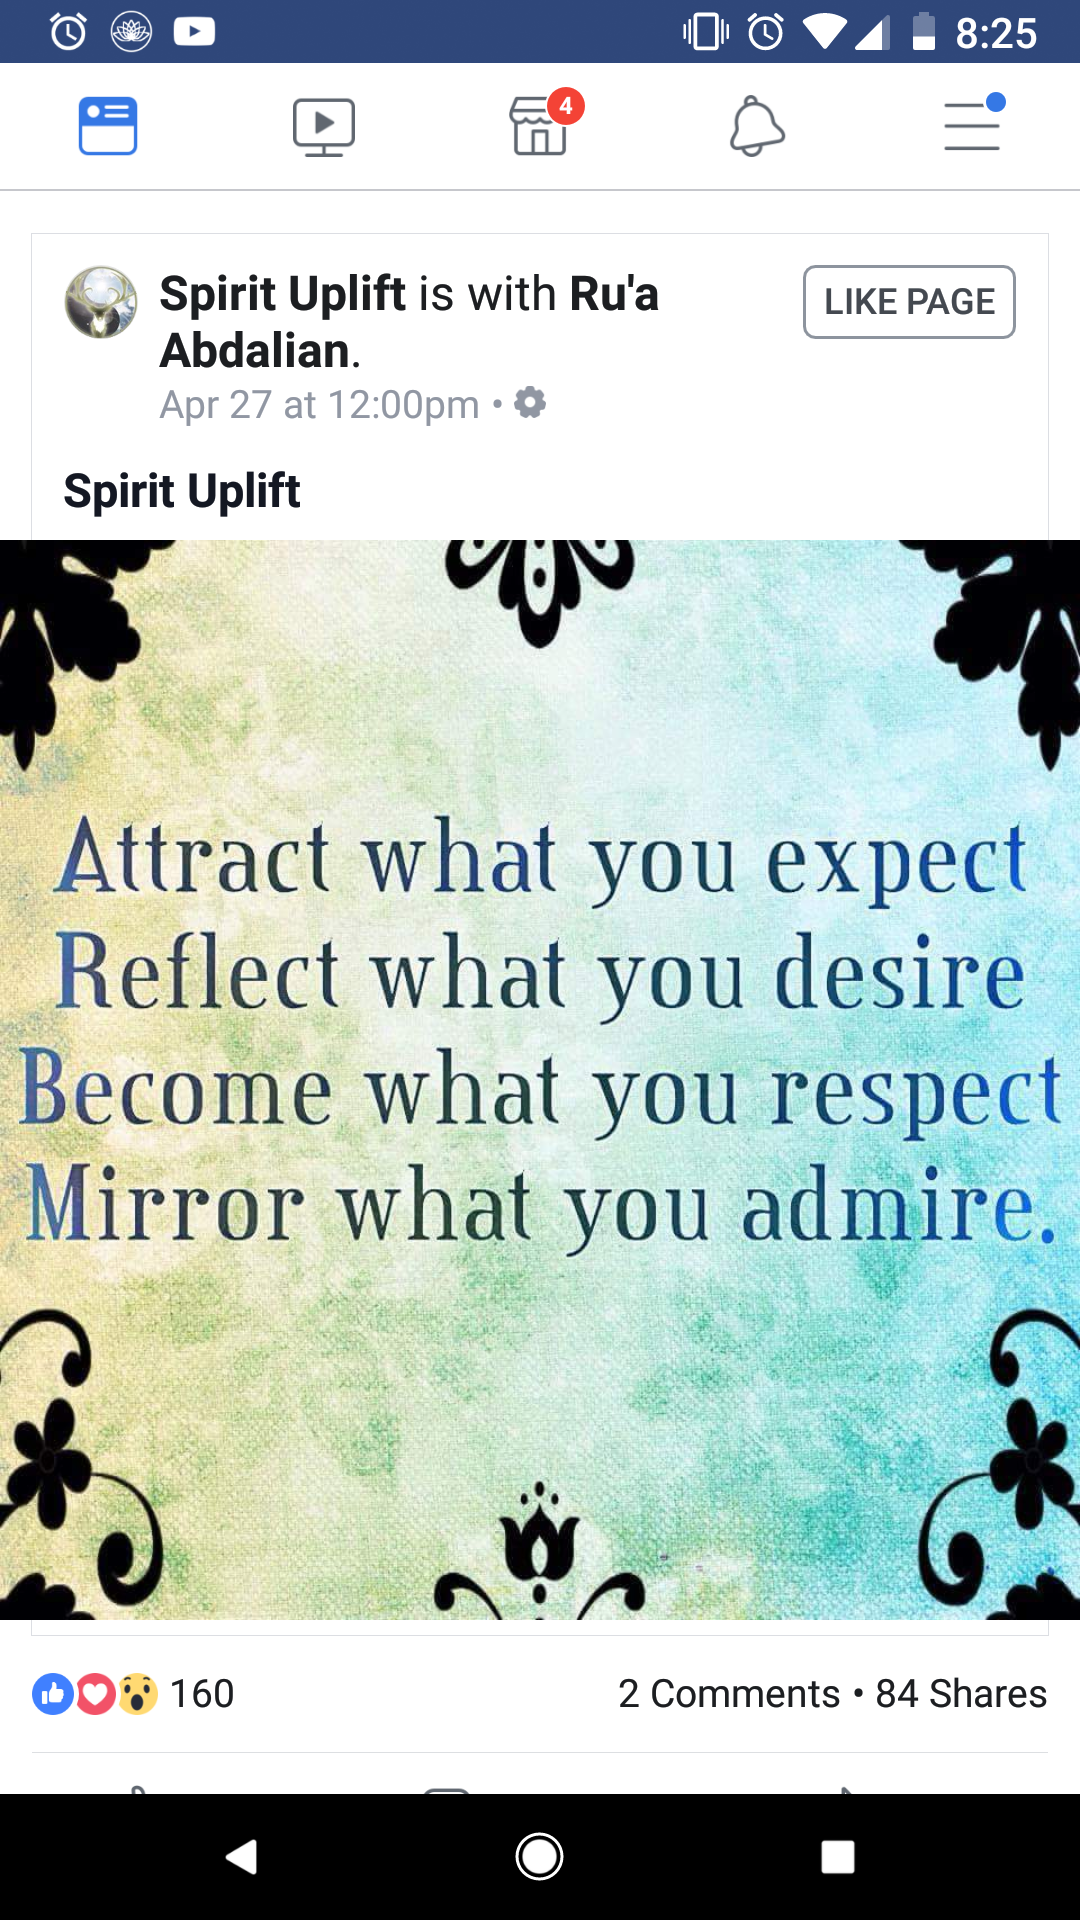 8:25
4
Spirit Uplift is with Ru'a
Abdalian.
LIKE PAGE
Apr 27 at 12:00pm •
Spirit Uplift
Attract what you expect
Reflect what you desire
Become what you respect
Mirror what you admire.
160
2 Comments • 84 Shares